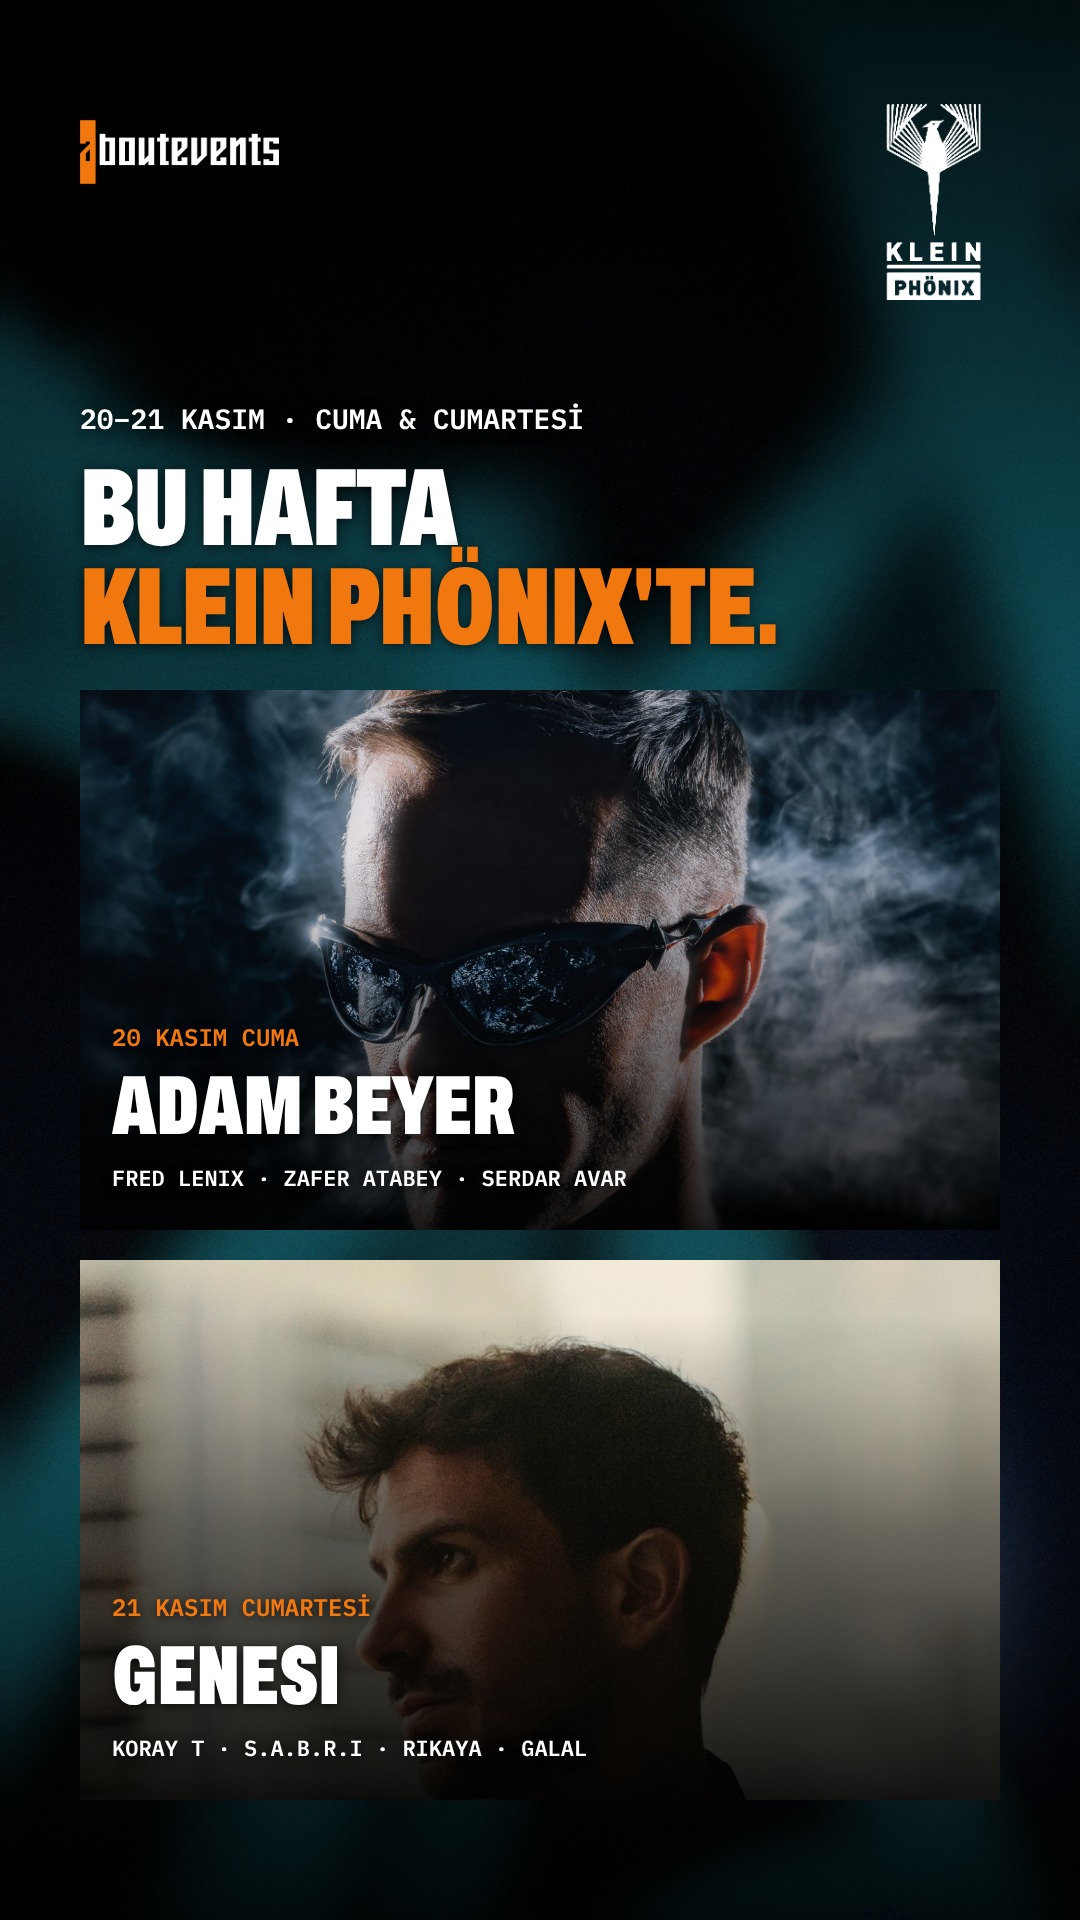 aboutevents
KLEIN
PHÖNIX
20–21 KASIM · CUMA & CUMARTESİ
BU HAFTA
KLEIN PHÖNIX'TE.
20 KASIM CUMA
ADAM BEYER
FRED LENIX · ZAFER ATABEY · SERDAR AVAR
21 KASIM CUMARTESİ
GENESI
KORAY T · S.A.B.R.I · RIKAYA · GALAL